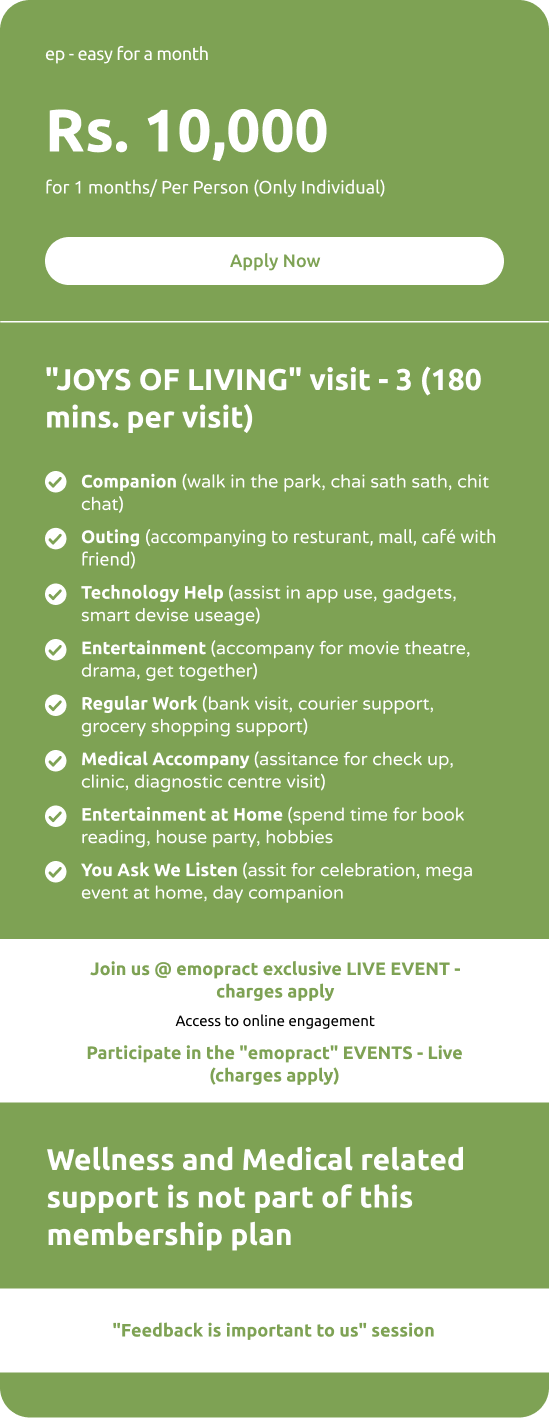 ep - easy for a month
Rs. 10,000
for 1 months/ Per Person (Only Individual)
Apply Now
"JOYS OF LIVING" visit - 3 (180
mins. per visit)
Companion (walk in the park, chai sath sath, chit
chat)
Outing (accompanying to resturant, mall, café with
friend)
Technology Help (assist in app use, gadgets,
smart devise useage)
Entertainment (accompany for movie theatre,
drama, get together)
Regular Work (bank visit, courier support,
grocery shopping support)
Medical Accompany (assitance for check up,
clinic, diagnostic centre visit)
Entertainment at Home (spend time for book
reading, house party, hobbies
You Ask We Listen (assit for celebration, mega
event at home, day companion
Join us @ emopract exclusive LIVE EVENT -
charges apply
Access to online engagement
Participate in the "emopract" EVENTS - Live
(charges apply)
Wellness and Medical related
support is not part of this
membership plan
"Feedback is important to us" session